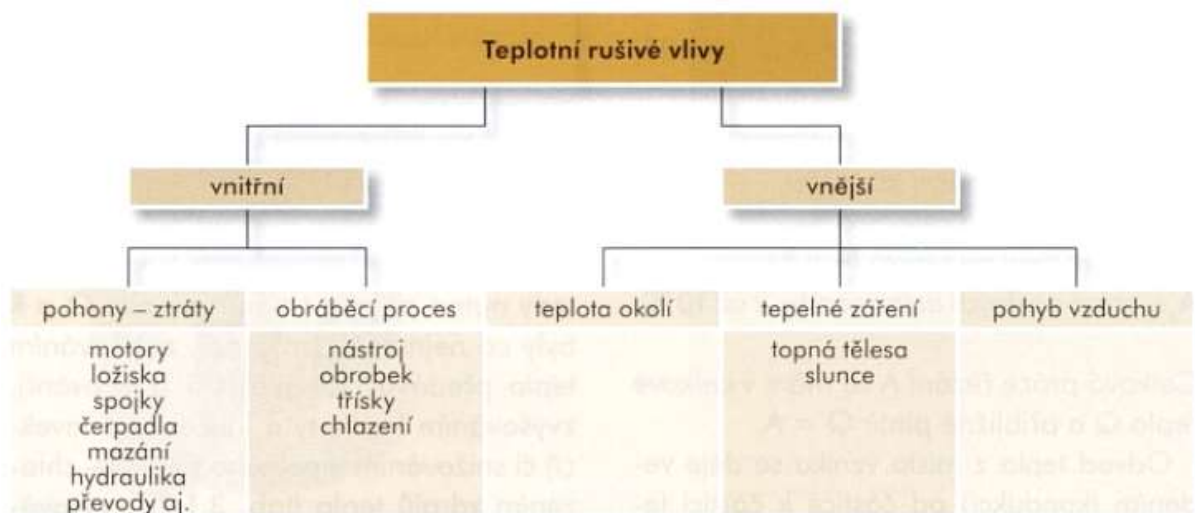 Teplotní rušivé vlivy
vnitřní
vnější
pohony – ztráty
obráběcí proces
teplota okolí
tepelné záření
pohyb vzduchu
motory
ložiska
spojky
čerpadla
mazání
hydraulika
převody aj.
nástroj
obrobek
třísky
chlazení
topná tělesa
slunce